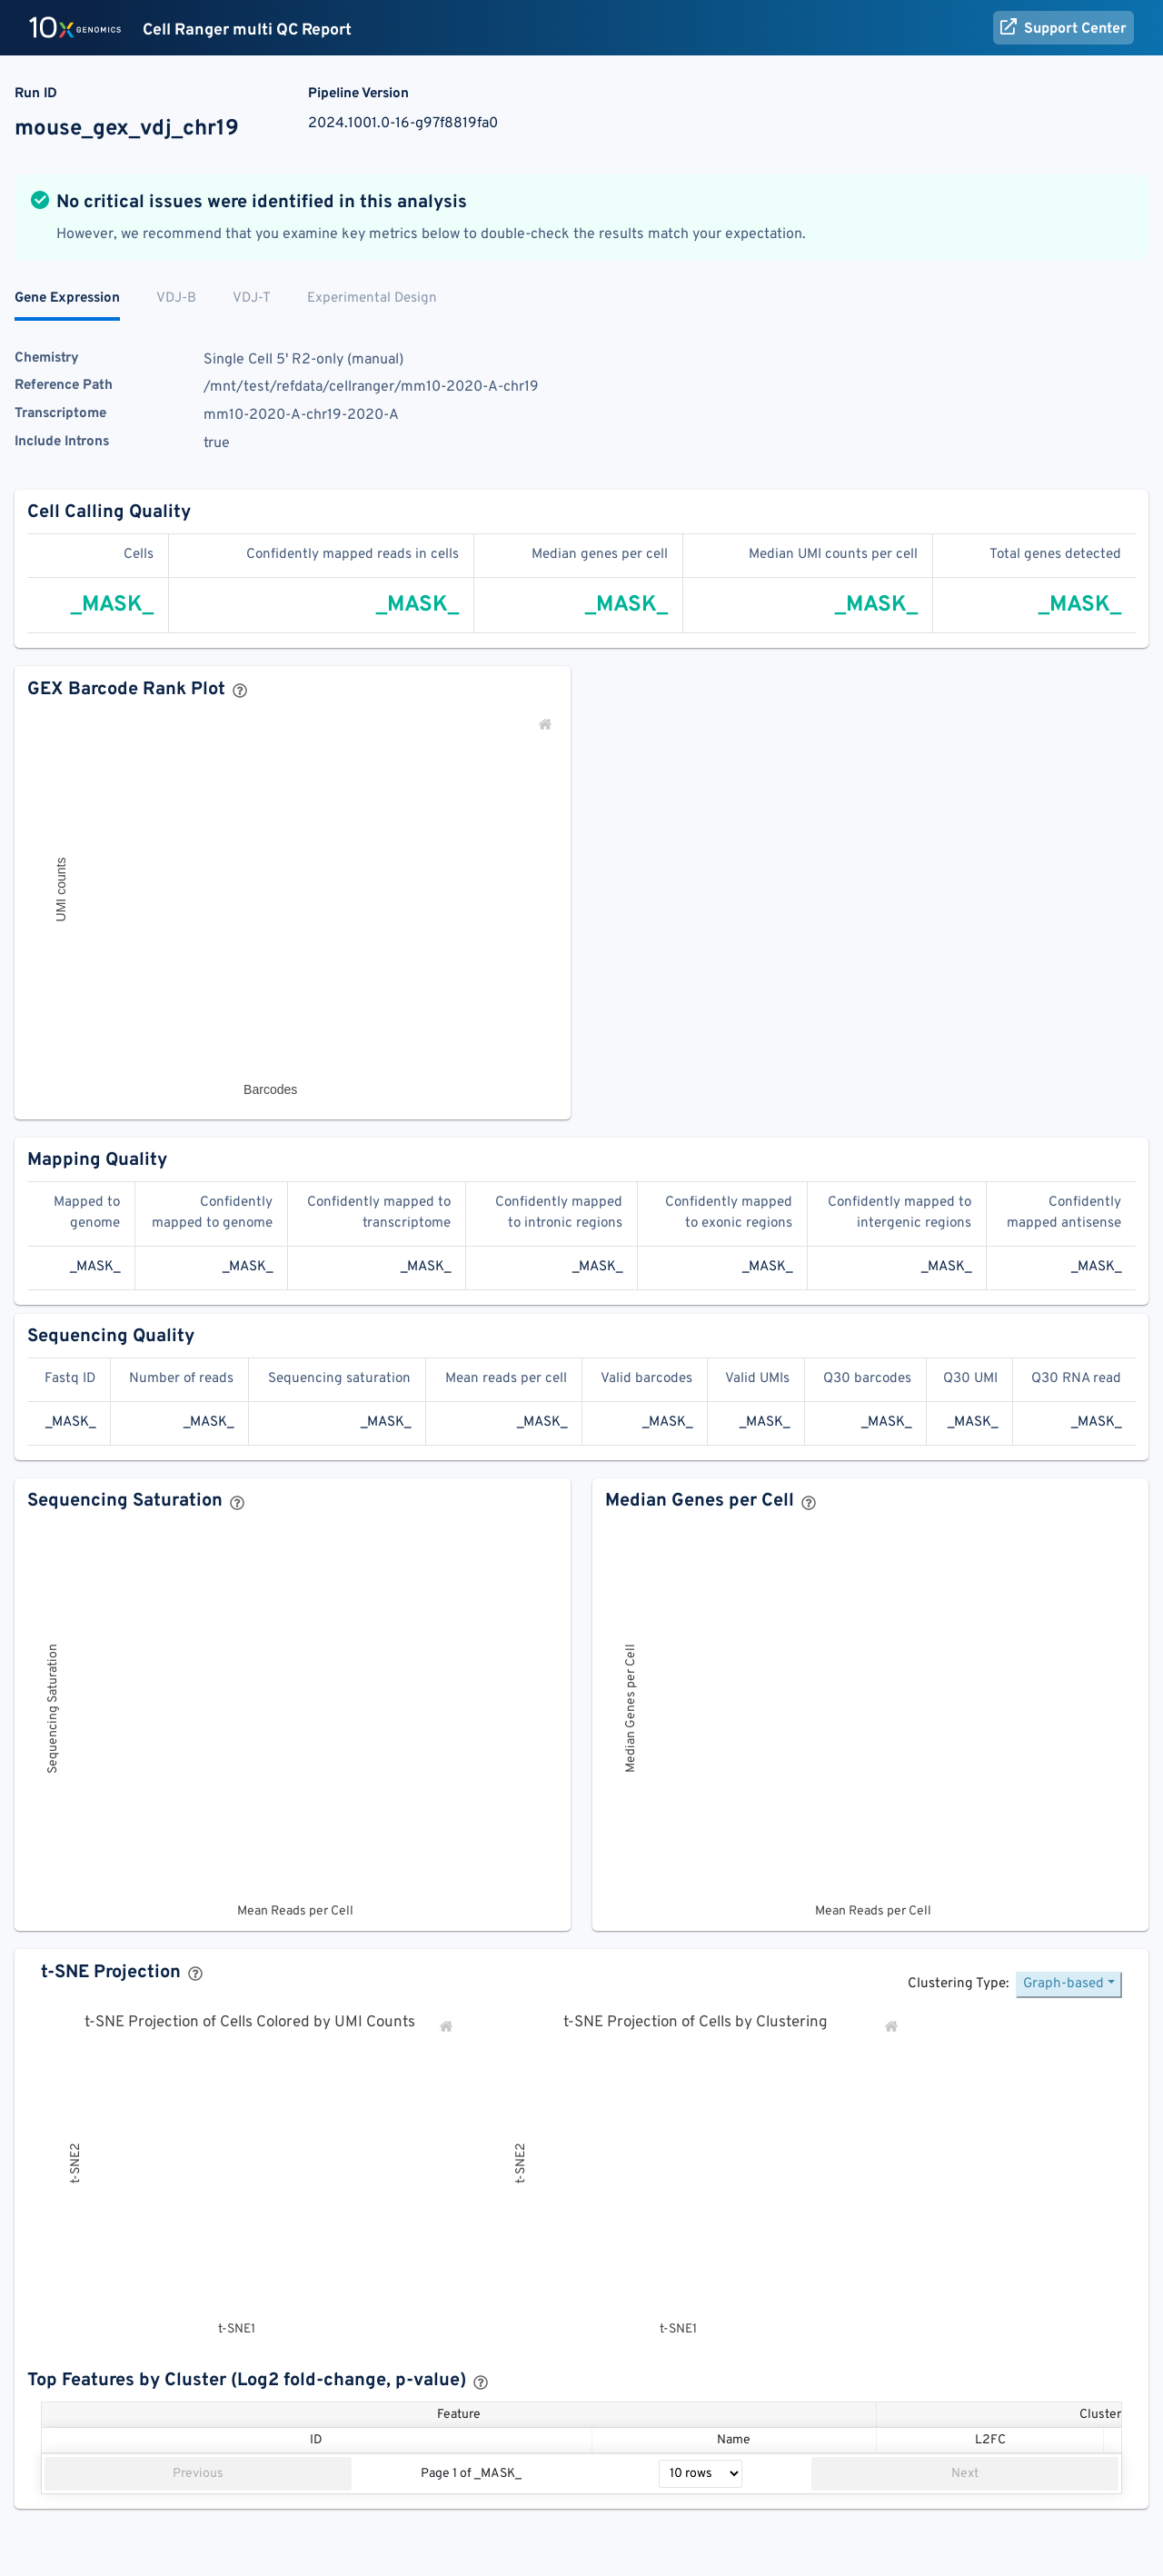 10X GENOMICS Cell Ranger multi QC Report Support Center
Run ID Pipeline Version
mouse_gex_vdj_chr19 2024.1001.0-16-g97f8819fa0
No critical issues were identified in this analysis
However, we recommend that you examine key metrics below to double-check the results match your expectation.
Gene Expression VDJ-B VDJ-T Experimental Design
Chemistry Single Cell 5' R2-only (manual)
Reference Path /mnt/test/refdata/cellranger/mm10-2020-A-chr19
Transcriptome mm10-2020-A-chr19-2020-A
Include Introns true
Cell Calling Quality
Cells Confidently mapped reads in cells Median genes per cell Median UMI counts per cell Total genes detected
_MASK_ _MASK_ _MASK_ _MASK_ _MASK_
GEX Barcode Rank Plot ?
UMI counts
Barcodes
Mapping Quality
Mapped to Confidently Confidently mapped to Confidently mapped Confidently mapped Confidently mapped to Confidently
genome mapped to genome transcriptome to intronic regions to exonic regions intergenic regions mapped antisense
_MASK_ _MASK_ _MASK_ _MASK_ _MASK_ _MASK_ _MASK_
Sequencing Quality
Fastq ID Number of reads Sequencing saturation Mean reads per cell Valid barcodes Valid UMIs Q30 barcodes Q30 UMI Q30 RNA read
_MASK_ _MASK_ _MASK_ _MASK_ _MASK_ _MASK_ _MASK_ _MASK_ _MASK_
Sequencing Saturation ? Median Genes per Cell ?
Sequencing Saturation
Median Genes per Cell
Mean Reads per Cell Mean Reads per Cell
t-SNE Projection ?
Clustering Type: Graph-based
t-SNE Projection of Cells Colored by UMI Counts t-SNE Projection of Cells by Clustering
t-SNE2 t-SNE2
t-SNE1 t-SNE1
Top Features by Cluster (Log2 fold-change, p-value) ?
Feature Cluster
ID Name L2FC
Previous Page 1 of _MASK_ 10 rows Next